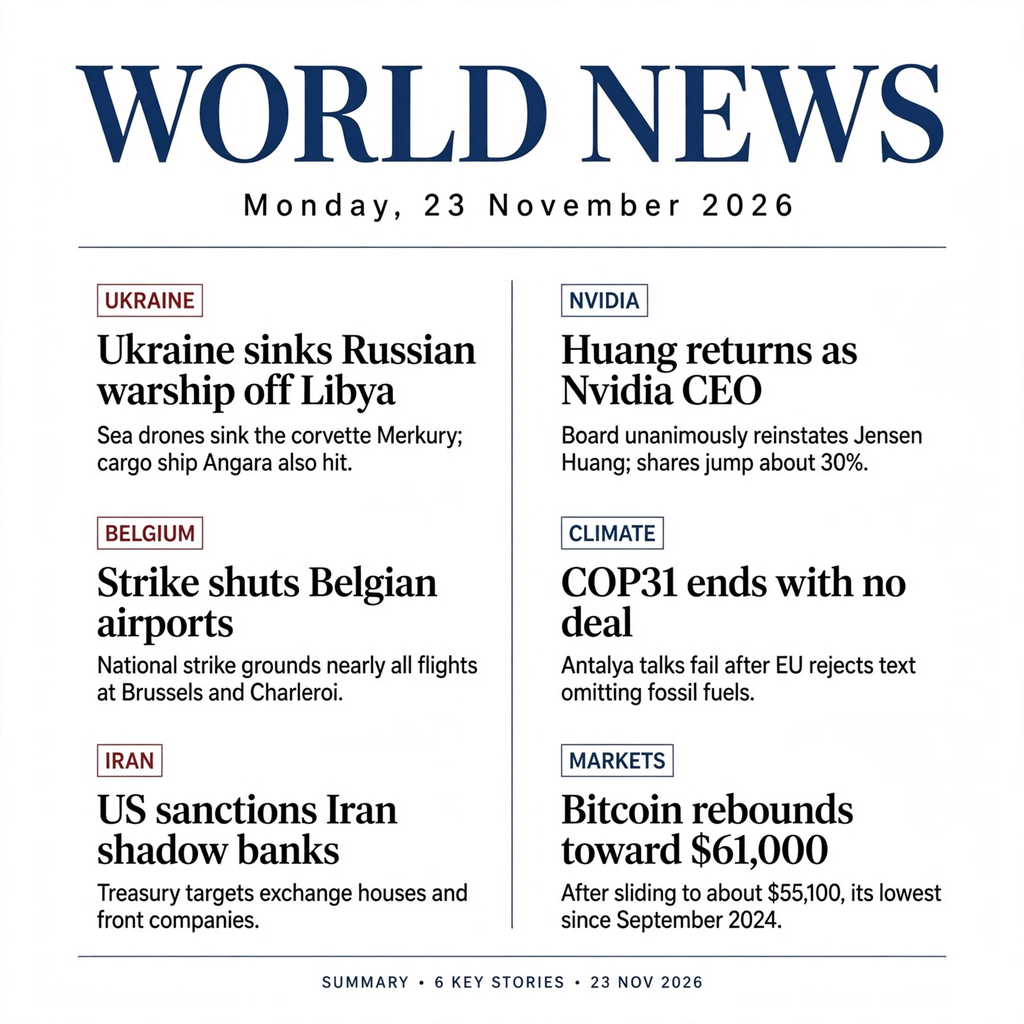 WORLD NEWS
Monday, 23 November 2026
UKRAINE
Ukraine sinks Russian
warship off Libya
Sea drones sink the corvette Merkury;
cargo ship Angara also hit.
BELGIUM
Strike shuts Belgian
airports
National strike grounds nearly all flights
at Brussels and Charleroi.
IRAN
US sanctions Iran
shadow banks
Treasury targets exchange houses and
front companies.
NVIDIA
Huang returns as
Nvidia CEO
Board unanimously reinstates Jensen
Huang; shares jump about 30%.
CLIMATE
COP31 ends with no
deal
Antalya talks fail after EU rejects text
omitting fossil fuels.
MARKETS
Bitcoin rebounds
toward $61,000
After sliding to about $55,100, its lowest
since September 2024.
SUMMARY • 6 KEY STORIES • 23 NOV 2026